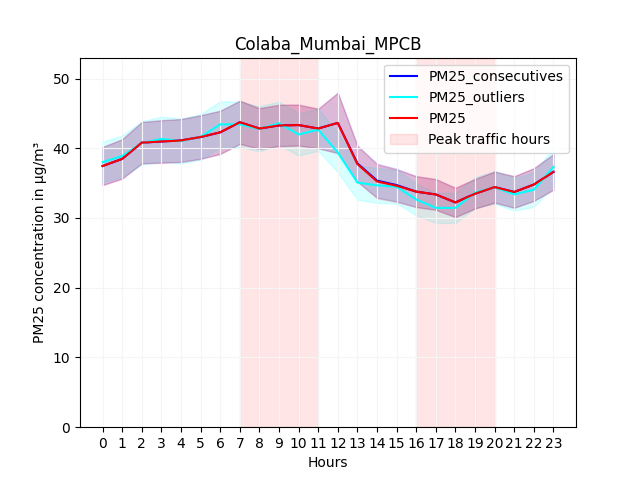 Colaba_Mumbai_MPCB
PM25_consecutives
PM25_outliers
PM25
Peak traffic hours
PM25 concentration in µg/m³
50
40
30
20
10
0
0 1 2 3 4 5 6 7 8 9 10 11 12 13 14 15 16 17 18 19 20 21 22 23
Hours